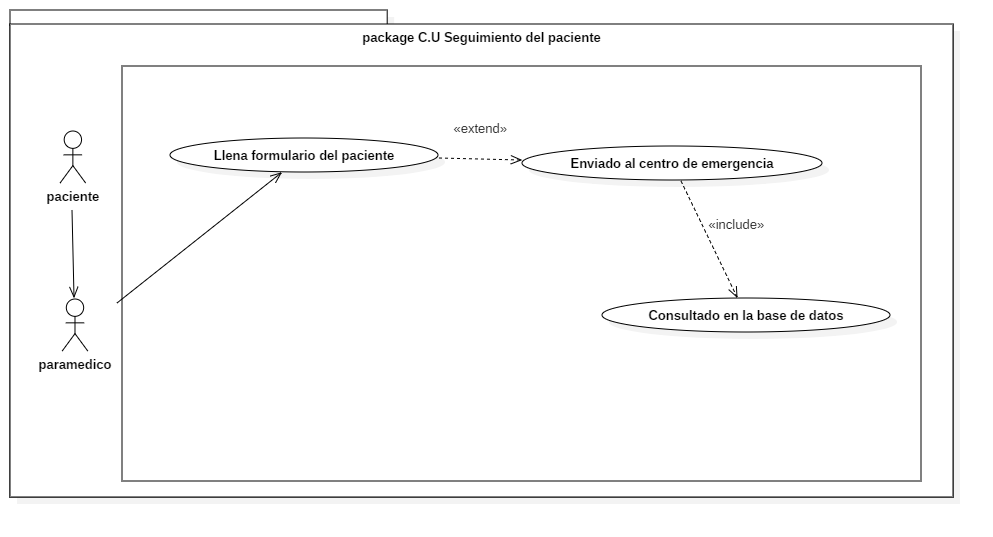 package C.U Seguimiento del paciente
«extend»
Llena formulario del paciente
Enviado al centro de emergencia
paciente
«include»
Consultado en la base de datos
paramedico